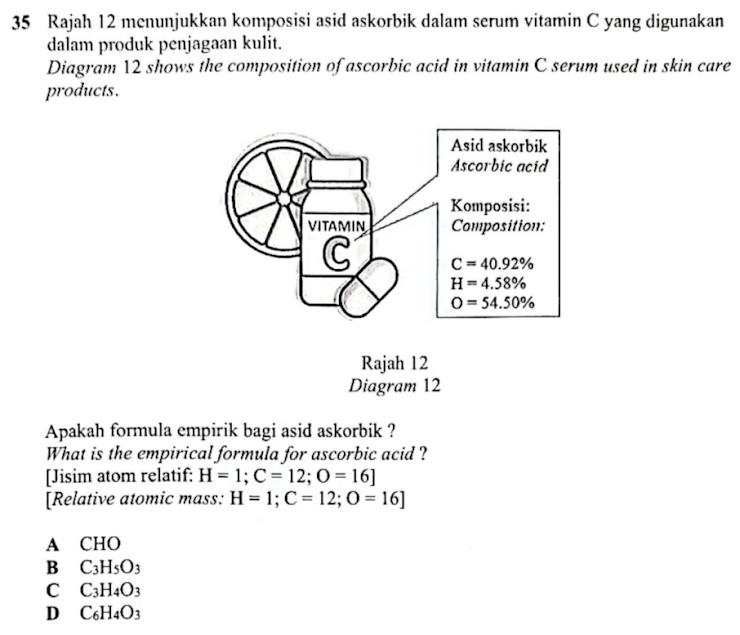 35 Rajah 12 menunjukkan komposisi asid askorbik dalam serum vitamin C yang digunakan
dalam produk penjagaan kulit.
Diagram 12 shows the composition of ascorbic acid in vitamin C serum used in skin care
products.
VITAMIN
C
Asid askorbik
Ascorbic acid
Komposisi:
Composition:
C = 40.92%
H = 4.58%
O = 54.50%
Rajah 12
Diagram 12
Apakah formula empirik bagi asid askorbik ?
What is the empirical formula for ascorbic acid ?
[Jisim atom relatif: H = 1; C = 12; O = 16]
[Relative atomic mass: H = 1; C = 12; O = 16]
A CHO
B C₃H₅O₃
C C₃H₄O₃
D C₆H₄O₃